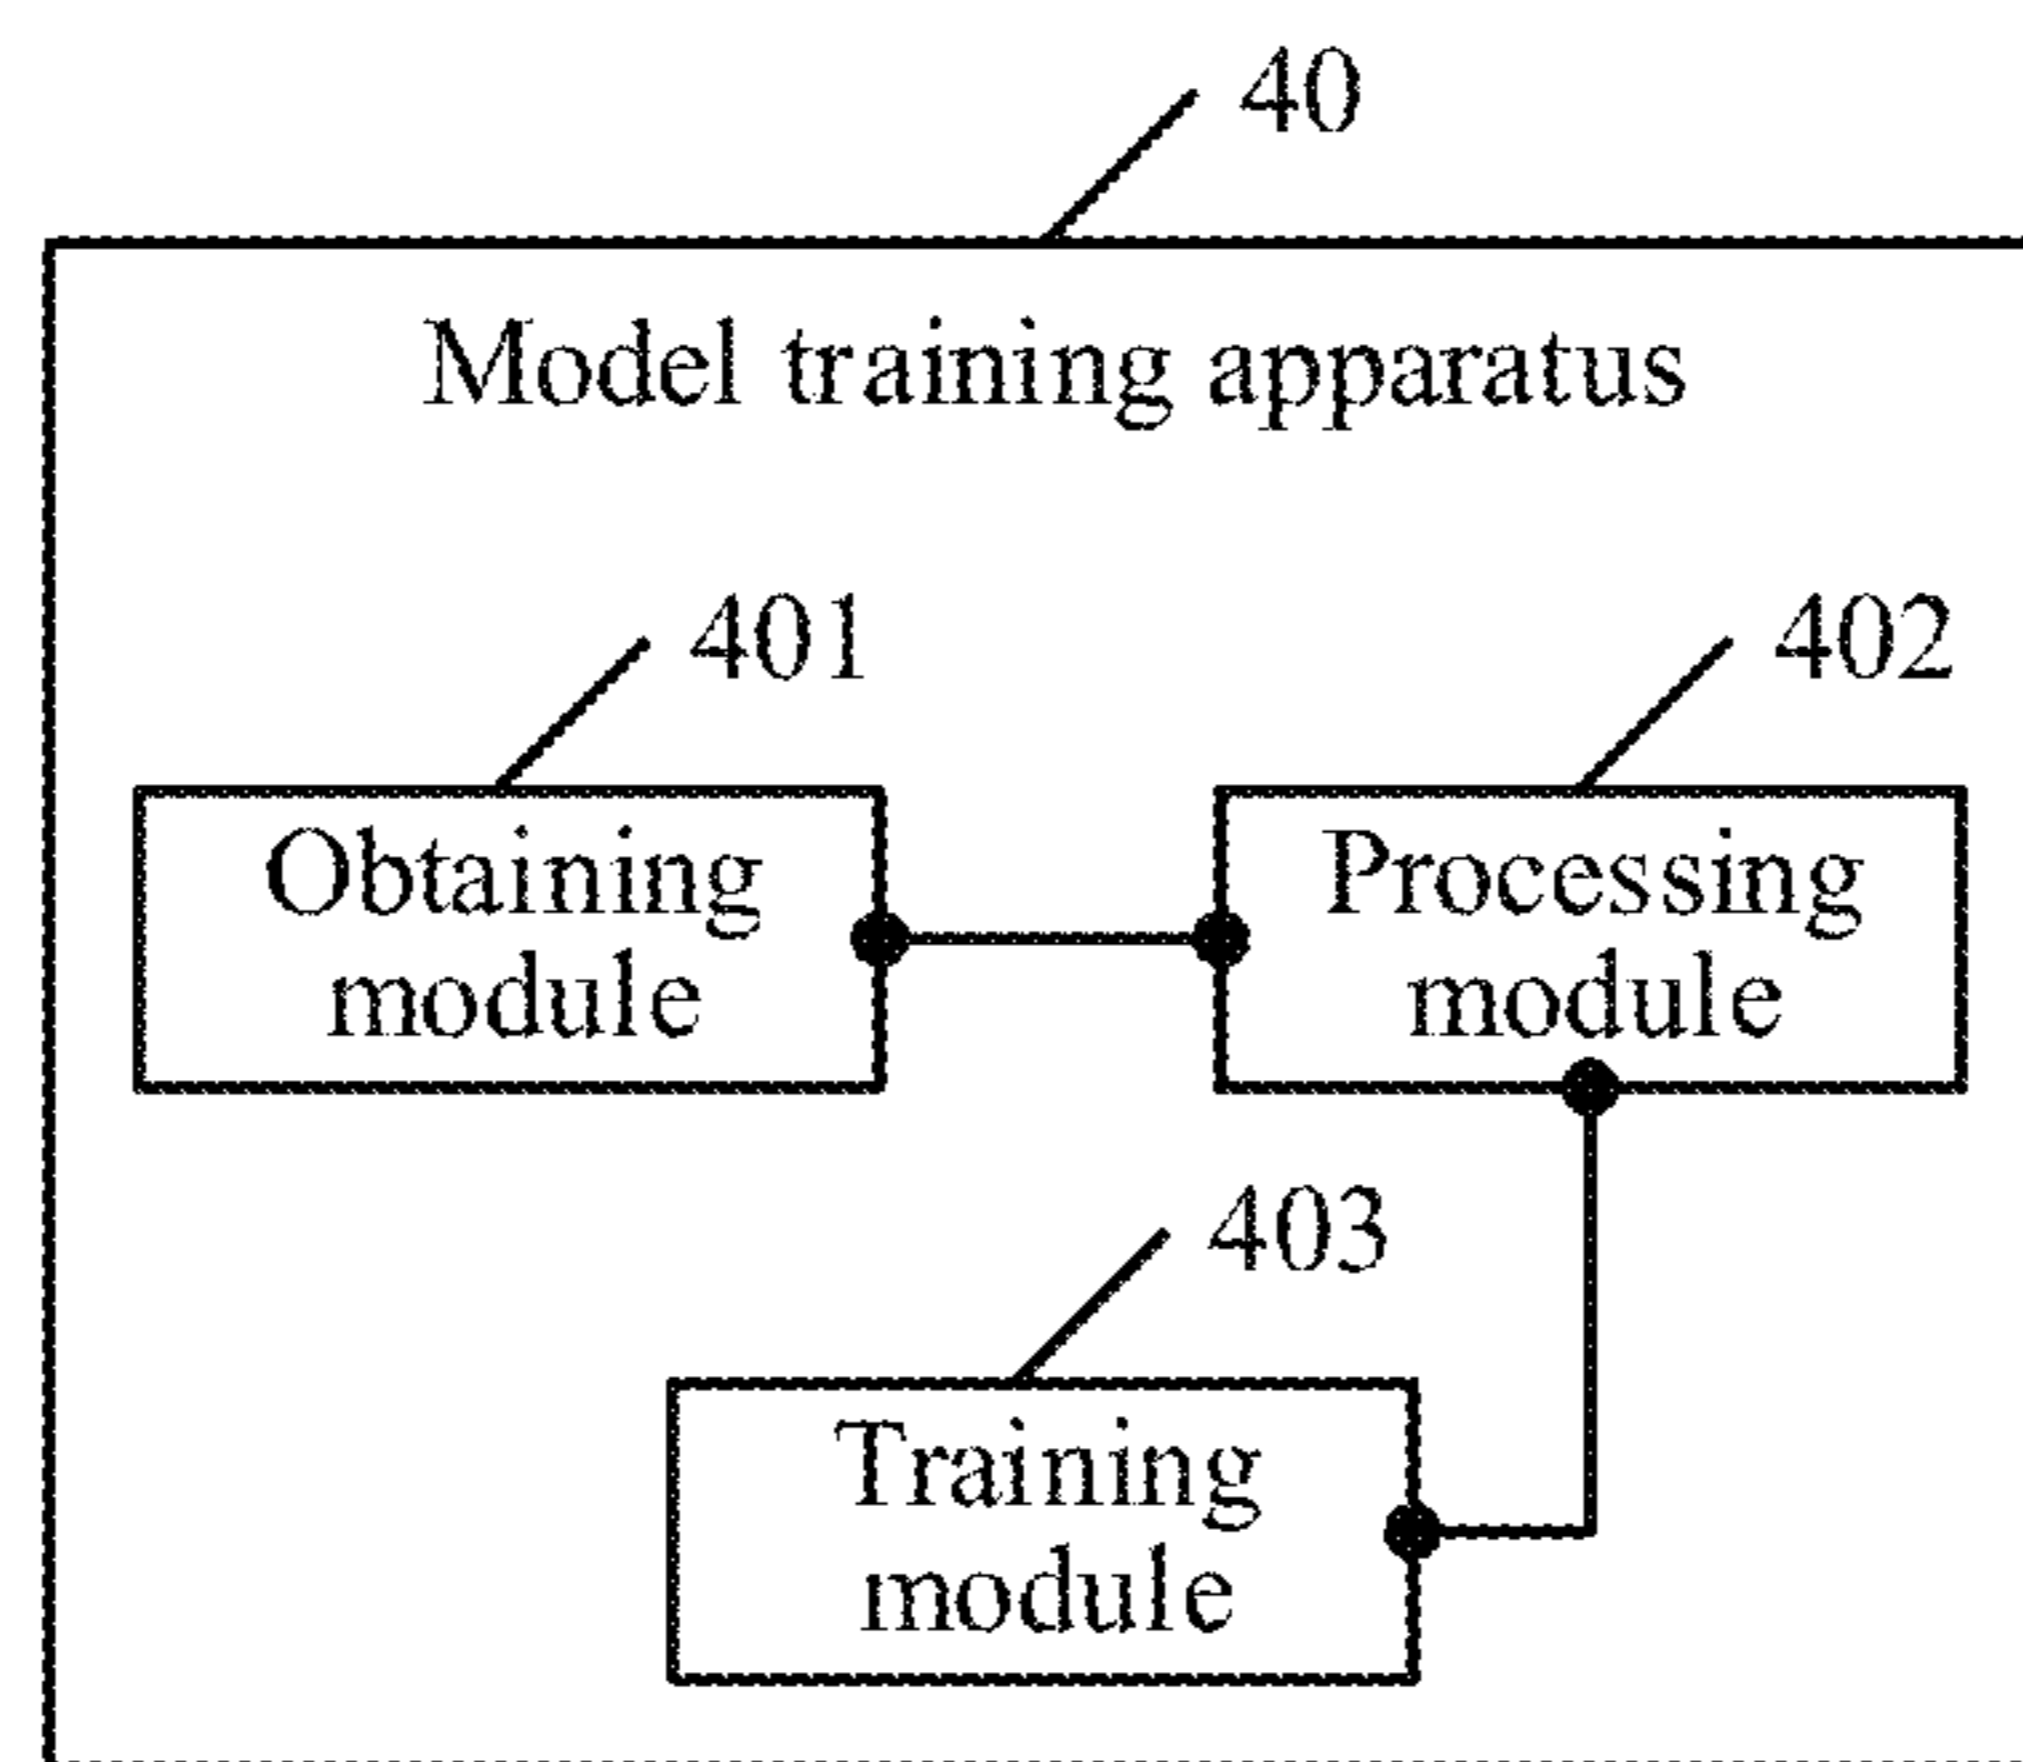 40
Model training apparatus
401
402
Obtaining
module
Processing
module
403
Training
module